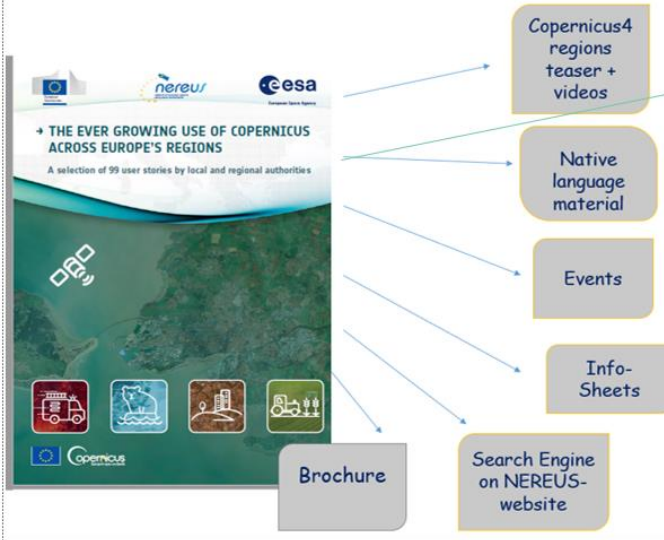 nereus
esa
European Space Agency
→ THE EVER GROWING USE OF COPERNICUS
ACROSS EUROPE'S REGIONS
A selection of 99 user stories by local and regional authorities
Copernicus
Copernicus4
regions
teaser +
videos
Native
language
material
Events
Info-
Sheets
Search Engine
on NEREUS-
website
Brochure